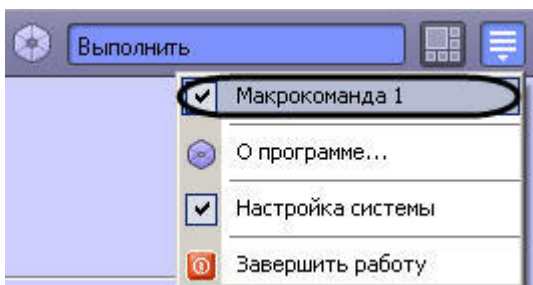 Выполнить
Макрокоманда 1
О программе...
Настройка системы
Завершить работу